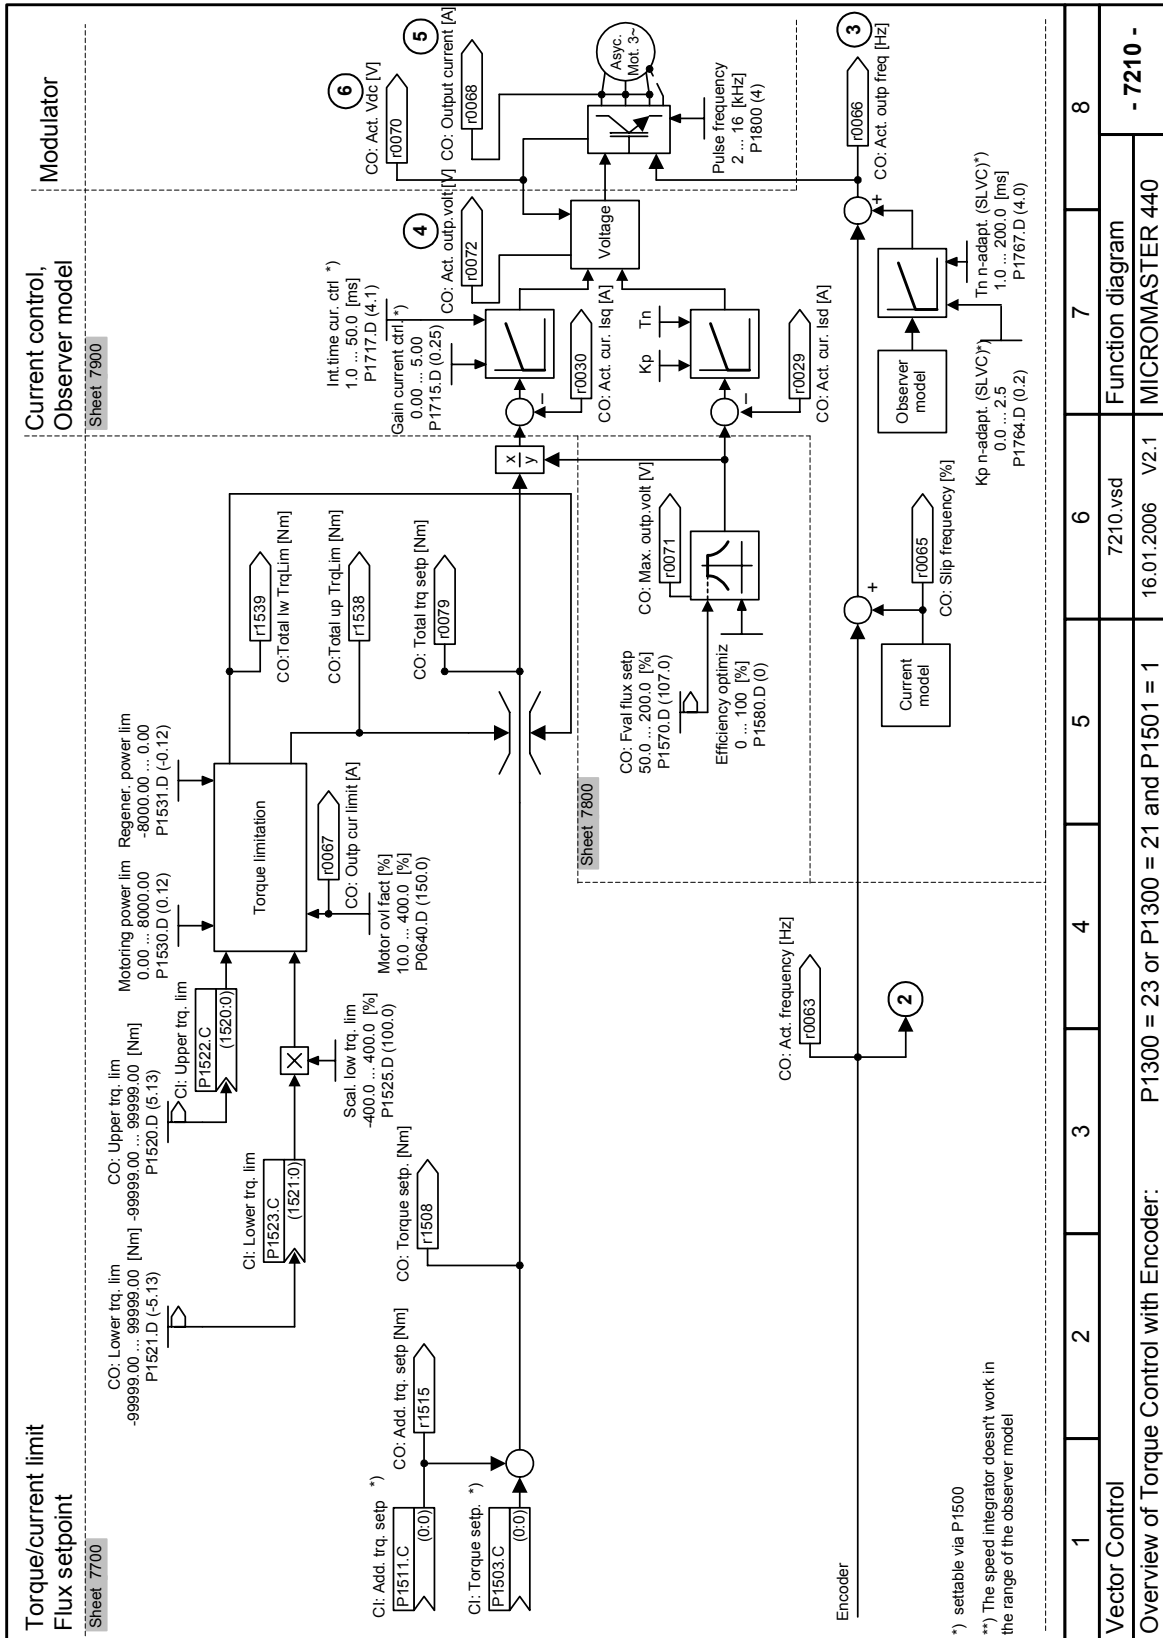 Torque/current limit
Flux setpoint
Sheet 7700
Current control,
Observer model
Sheet 7900
Modulator
CO: Lower trq. lim
-99999.00 ... 99999.00 [Nm]
P1521.D (-5.13)
CO: Upper trq. lim
-99999.00 ... 99999.00 [Nm]
P1520.D (5.13)
CI: Upper trq. lim
P1522.C
(1520:0)
CI: Lower trq. lim
P1523.C
(1521:0)
Motoring power lim
0.00 ... 8000.00
P1530.D (0.12)
Regener. power lim
-8000.00 ... 0.00
P1531.D (-0.12)
Torque limitation
Scal. low trq. lim
-400.0 ... 400.0 [%]
P1525.D (100.0)
r0067
CO: Outp cur limit [A]
Motor ovl fact [%]
10.0 ... 400.0 [%]
P0640.D (150.0)
r1539
CO:Total lw TrqLim [Nm]
r1538
CO:Total up TrqLim [Nm]
CO: Total trq setp [Nm]
r0079
CI: Add. trq. setp *)
P1511.C
(0:0)
CO: Add. trq. setp [Nm]
r1515
CI: Torque setp. *)
P1503.C
(0:0)
CO: Torque setp. [Nm]
r1508
x
y
Int.time cur. ctrl *)
1.0 ... 50.0 [ms]
P1717.D (4.1)
Gain current ctrl. *)
0.00 ... 5.00
P1715.D (0.25)
r0030
CO: Act. cur. Isq [A]
–
4
CO: Act. outp.volt[V]
r0072
Voltage
6
CO: Act. Vdc [V]
r0070
5
CO: Output current [A]
r0068
Asyc.
Mot. 3~
Pulse frequency
2 ... 16 [kHz]
P1800 (4)
Kp
Tn
–
r0029
CO: Act. cur. Isd [A]
Sheet 7800
CO: Fval flux setp
50.0 ... 200.0 [%]
P1570.D (107.0)
Efficiency optimiz
0 ... 100 [%]
P1580.D (0)
CO: Max. outp.volt [V]
r0071
Encoder
CO: Act. frequency [Hz]
r0063
2
Current
model
+
r0065
CO: Slip frequency [%]
Observer
model
Kp n-adapt. (SLVC)*)
0.0 ... 2.5
P1764.D (0.2)
Tn n-adapt. (SLVC)*)
1.0 ... 200.0 [ms]
P1767.D (4.0)
+
3
r0066
CO: Act. outp freq [Hz]
*) settable via P1500
**) The speed integrator doesn't work in
the range of the observer model
1 2 3 4 5 6 7 8
Vector Control
7210.vsd
Function diagram
- 7210 -
Overview of Torque Control with Encoder: P1300 = 23 or P1300 = 21 and P1501 = 1
16.01.2006 V2.1
MICROMASTER 440